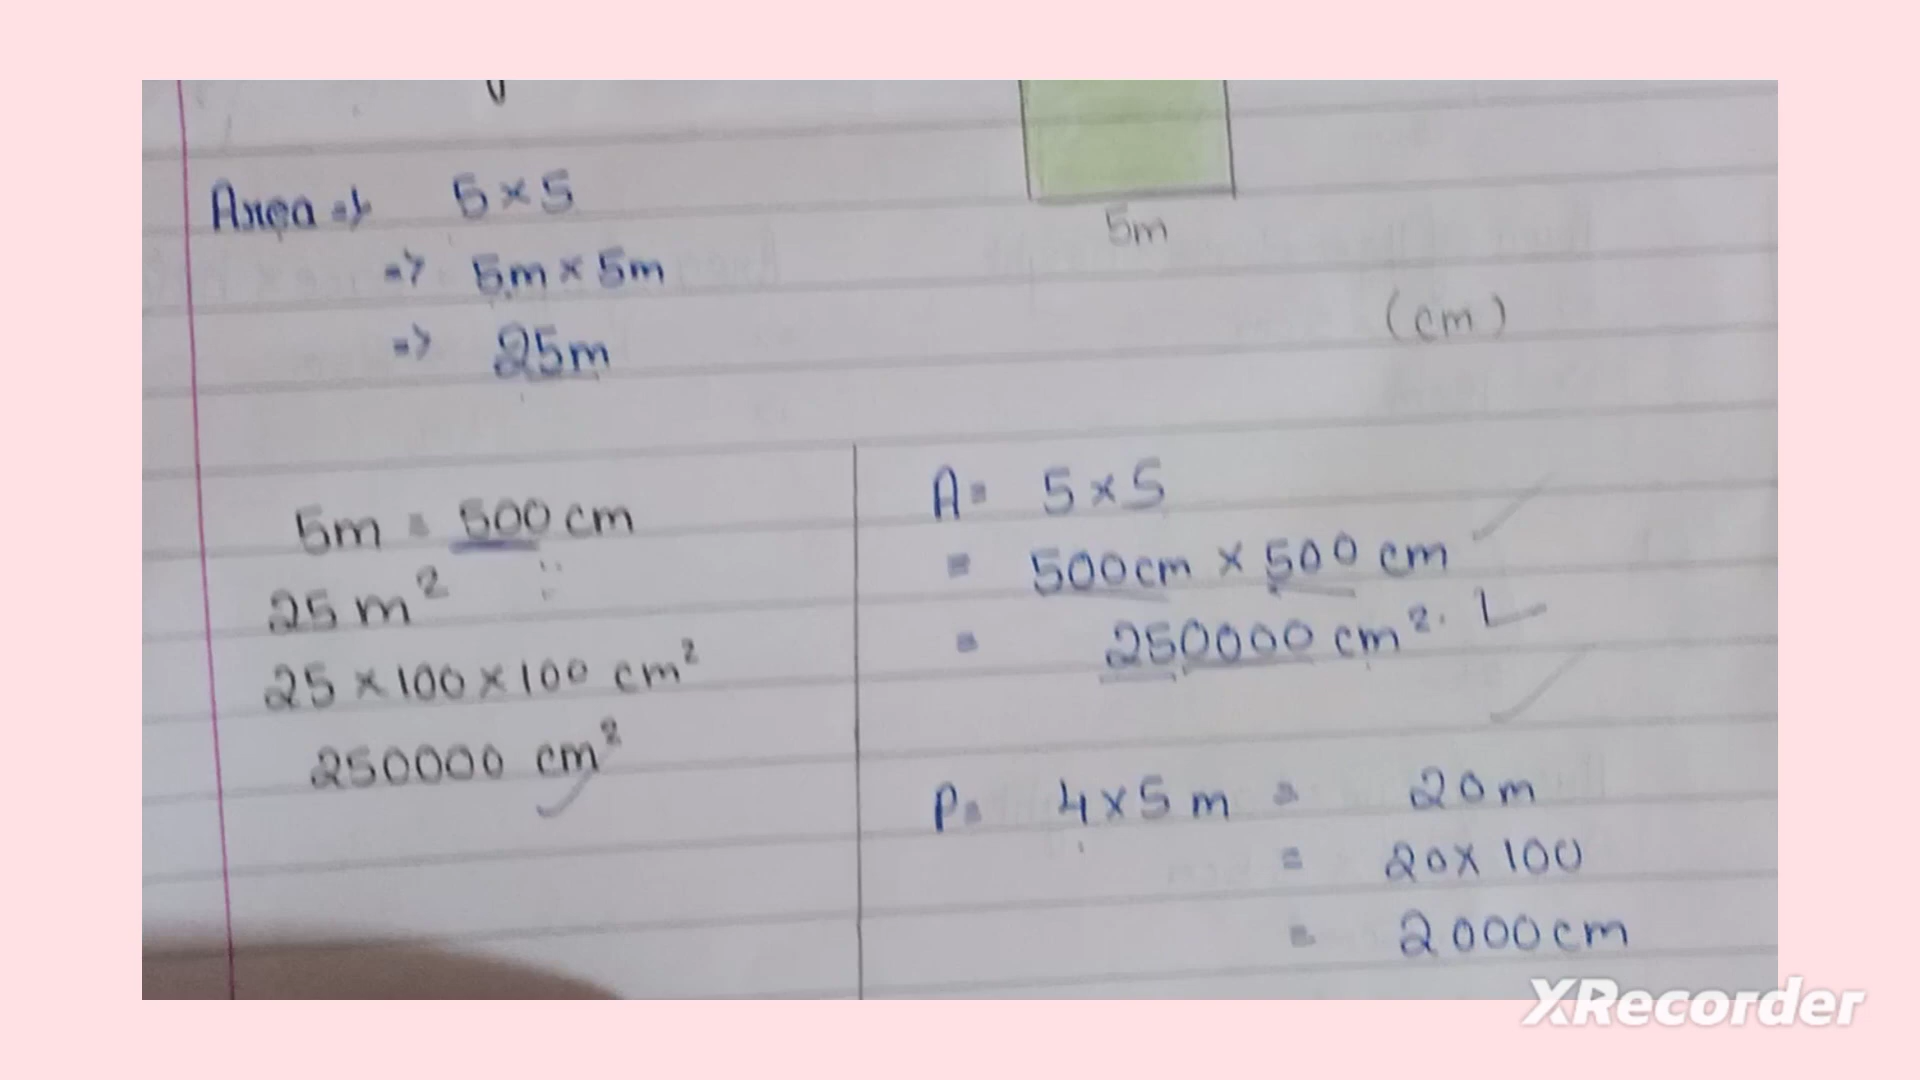 Area => 5 × 5
=> 5m × 5m
=> 25m
5m
(cm)
5m = 500 cm
25 m²
25 × 100 × 100 cm²
250000 cm²
A = 5 × 5
= 500cm × 500 cm
= 250000 cm².
P = 4 × 5 m = 20m
= 20 × 100
= 2000cm
XRecorder